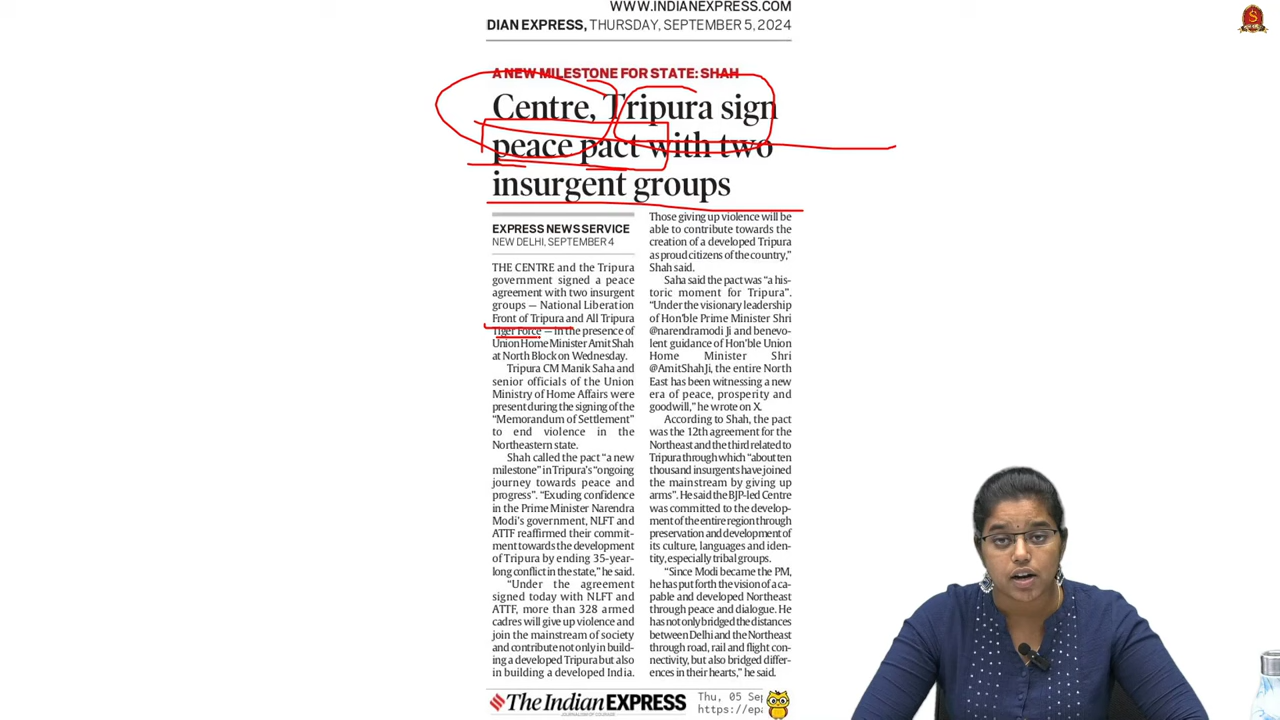 WWW.INDIANEXPRESS.COM
DIAN EXPRESS, THURSDAY, SEPTEMBER 5, 2024
A NEW MILESTONE FOR STATE: SHAH
Centre, Tripura sign
peace pact with two
insurgent groups
EXPRESS NEWS SERVICE
NEW DELHI, SEPTEMBER 4
THE CENTRE and the Tripura
government signed a peace
agreement with two insurgent
groups — National Liberation
Front of Tripura and All Tripura
Tiger Force — in the presence of
Union Home Minister Amit Shah
at North Block on Wednesday.
Tripura CM Manik Saha and
senior officials of the Union
Ministry of Home Affairs were
present during the signing of the
“Memorandum of Settlement”
to end violence in the
Northeastern state.
Shah called the pact “a new
milestone” in Tripura’s “ongoing
journey towards peace and
progress”. “Exuding confidence
in the Prime Minister Narendra
Modi’s government, NLFT and
ATTF reaffirmed their commit-
ment towards the development
of Tripura by ending 35-year-
long conflict in the state,” he said.
“Under the agreement
signed today with NLFT and
ATTF, more than 328 armed
cadres will give up violence and
join the mainstream of society
and contribute not only in build-
ing a developed Tripura but also
in building a developed India.
Those giving up violence will be
able to contribute towards the
creation of a developed Tripura
as proud citizens of the country,”
Shah said.
Saha said the pact was “a his-
toric moment for Tripura”.
“Under the visionary leadership
of Hon’ble Prime Minister Shri
@narendramodi Ji and benevo-
lent guidance of Hon’ble Union
Home Minister Shri
@AmitShah Ji, the entire North
East has been witnessing a new
era of peace, prosperity and
goodwill,” he wrote on X.
According to Shah, the pact
was the 12th agreement for the
Northeast and the third related to
Tripura through which “about ten
thousand insurgents have joined
the mainstream by giving up
arms”. He said the BJP-led Centre
was committed to the develop-
ment of the entire region through
preservation and development of
its culture, languages and iden-
tity, especially tribal groups.
“Since Modi became the PM,
he has put forth the vision of a ca-
pable and developed Northeast
through peace and dialogue. He
has not only bridged the distances
between Delhi and the Northeast
through road, rail and flight con-
nectivity, but also bridged differ-
ences in their hearts,” he said.
The Indian EXPRESS
JOURNALISM OF COURAGE
Thu, 05 Sep
https://epa